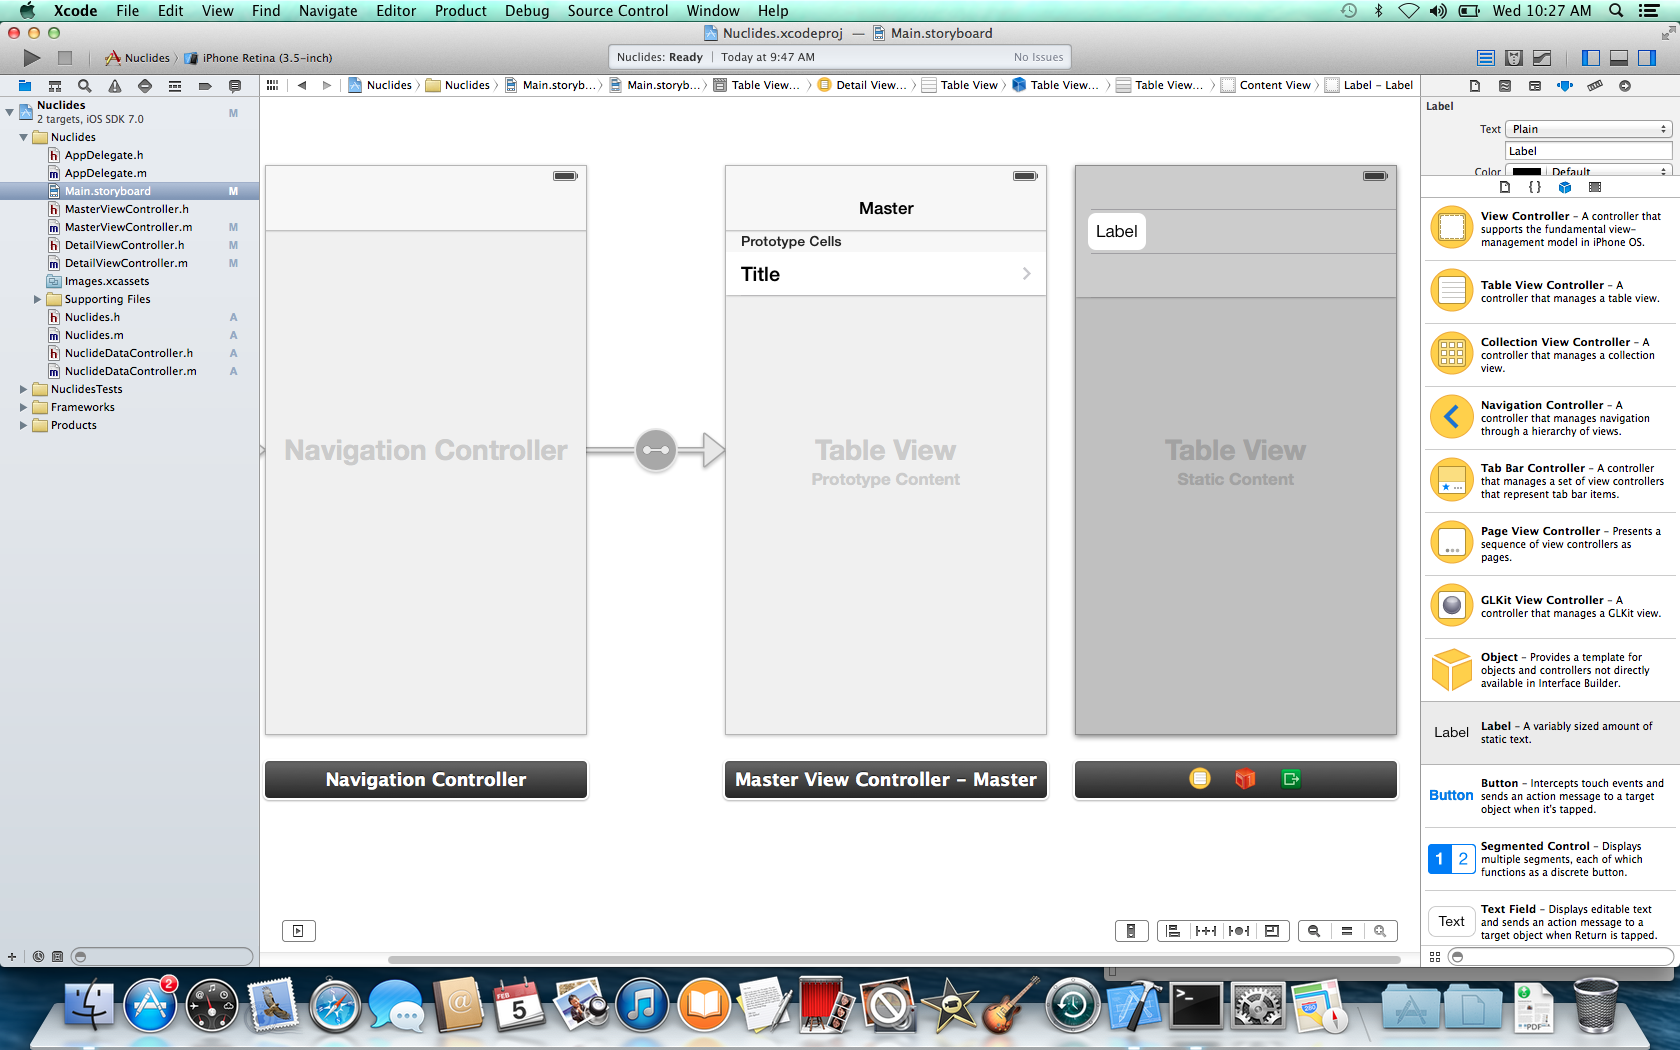 Xcode File Edit View Find Navigate Editor Product Debug Source Control Window Help
Wed 10:27 AM
Nuclides.xcodeproj — Main.storyboard
Nuclides iPhone Retina (3.5-inch)
Nuclides: Ready Today at 9:47 AM No Issues
Nuclides Nuclides Main.storyb... Main.storyb... Table View... Detail View... Table View Table View... Table View... Content View Label – Label
Nuclides M
2 targets, iOS SDK 7.0
Nuclides
AppDelegate.h
AppDelegate.m
Main.storyboard M
MasterViewController.h
MasterViewController.m M
DetailViewController.h M
DetailViewController.m M
Images.xcassets
Supporting Files
Nuclides.h A
Nuclides.m A
NuclideDataController.h A
NuclideDataController.m A
NuclidesTests
Frameworks
Products
Navigation Controller
Navigation Controller
Master
Prototype Cells
Title
Table View
Prototype Content
Master View Controller – Master
Label
Table View
Static Content
Label
Text Plain
Label
Color Default
View Controller – A controller that
supports the fundamental view-
management model in iPhone OS.
Table View Controller – A
controller that manages a table view.
Collection View Controller – A
controller that manages a collection
view.
Navigation Controller – A
controller that manages navigation
through a hierarchy of views.
Tab Bar Controller – A controller
that manages a set of view controllers
that represent tab bar items.
Page View Controller – Presents a
sequence of view controllers as
pages.
GLKit View Controller – A
controller that manages a GLKit view.
Object – Provides a template for
objects and controllers not directly
available in Interface Builder.
Label
Label – A variably sized amount of
static text.
Button
Button – Intercepts touch events and
sends an action message to a target
object when it's tapped.
1 2
Segmented Control – Displays
multiple segments, each of which
functions as a discrete button.
Text
Text Field – Displays editable text
and sends an action message to a
target object when Return is tapped.
2
FEB
5
PDF